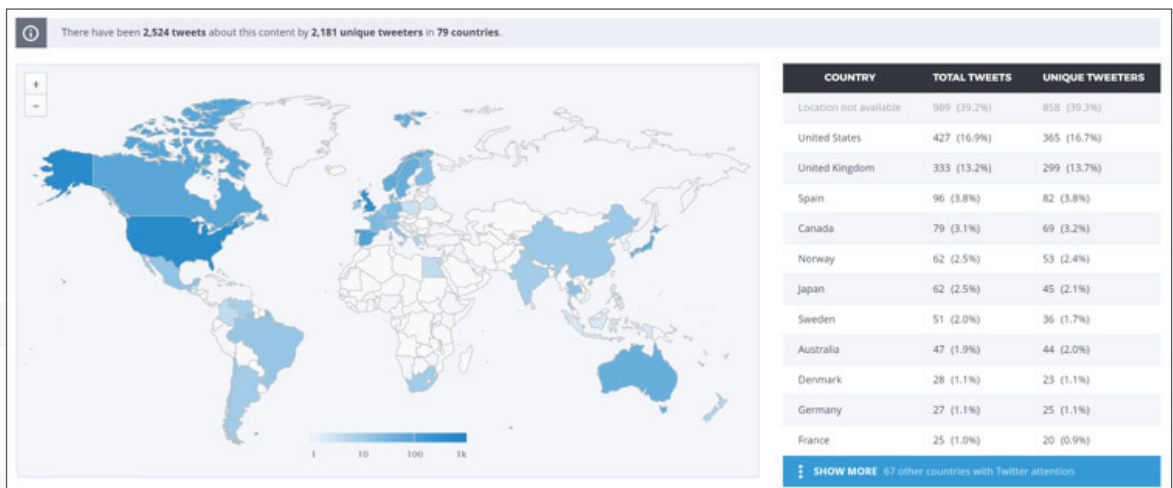 There have been 2,524 tweets about this content by 2,181 unique tweeters in 79 countries.
+
−
1 10 100 1k
COUNTRY TOTAL TWEETS UNIQUE TWEETERS
Location not available 989 (39.2%) 858 (39.3%)
United States 427 (16.9%) 365 (16.7%)
United Kingdom 333 (13.2%) 299 (13.7%)
Spain 96 (3.8%) 82 (3.8%)
Canada 79 (3.1%) 69 (3.2%)
Norway 62 (2.5%) 53 (2.4%)
Japan 62 (2.5%) 45 (2.1%)
Sweden 51 (2.0%) 36 (1.7%)
Australia 47 (1.9%) 44 (2.0%)
Denmark 28 (1.1%) 23 (1.1%)
Germany 27 (1.1%) 25 (1.1%)
France 25 (1.0%) 20 (0.9%)
SHOW MORE 67 other countries with Twitter attention